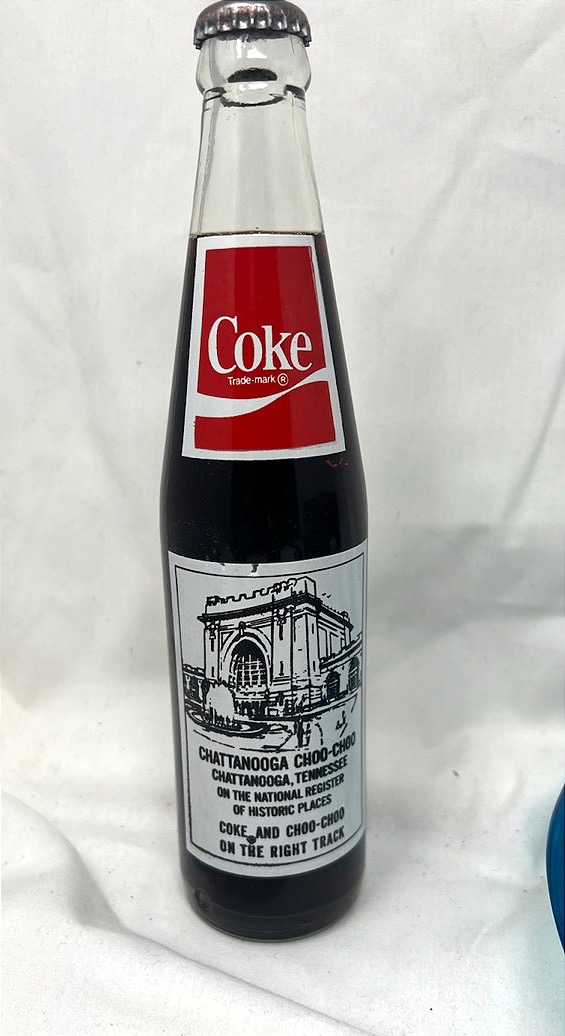 Coke
Trade-mark ®
CHATTANOOGA CHOO-CHOO
CHATTANOOGA, TENNESSEE
ON THE NATIONAL REGISTER
OF HISTORIC PLACES
COKE AND CHOO-CHOO
ON THE RIGHT TRACK